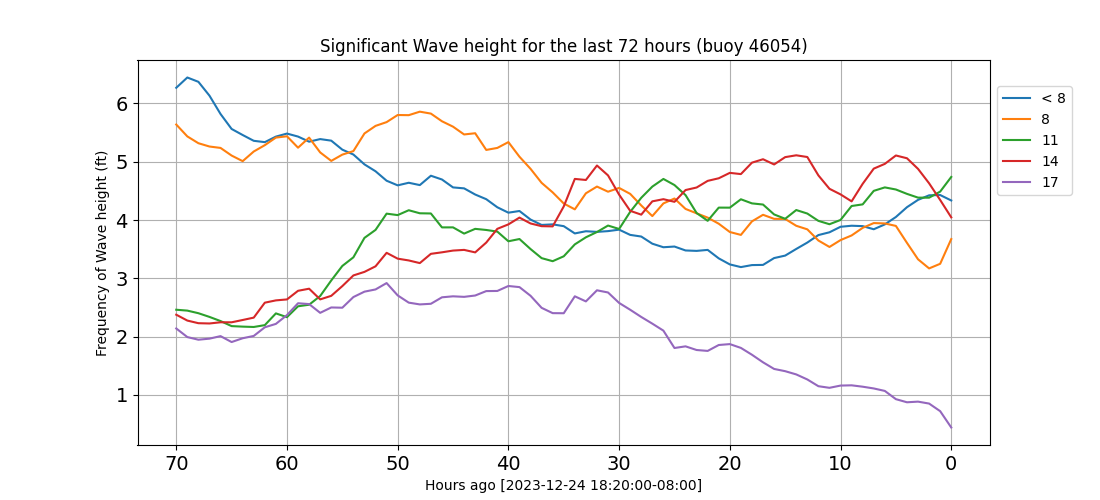 Significant Wave height for the last 72 hours (buoy 46054)
Frequency of Wave height (ft)
6
5
4
3
2
1
70 60 50 40 30 20 10 0
Hours ago [2023-12-24 18:20:00-08:00]
< 8
8
11
14
17